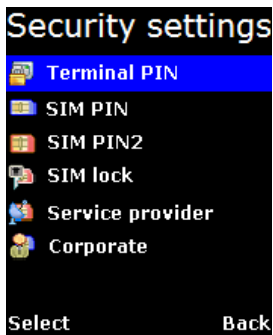 Security settings
Terminal PIN
SIM PIN
SIM PIN2
SIM lock
Service provider
Corporate
Select Back